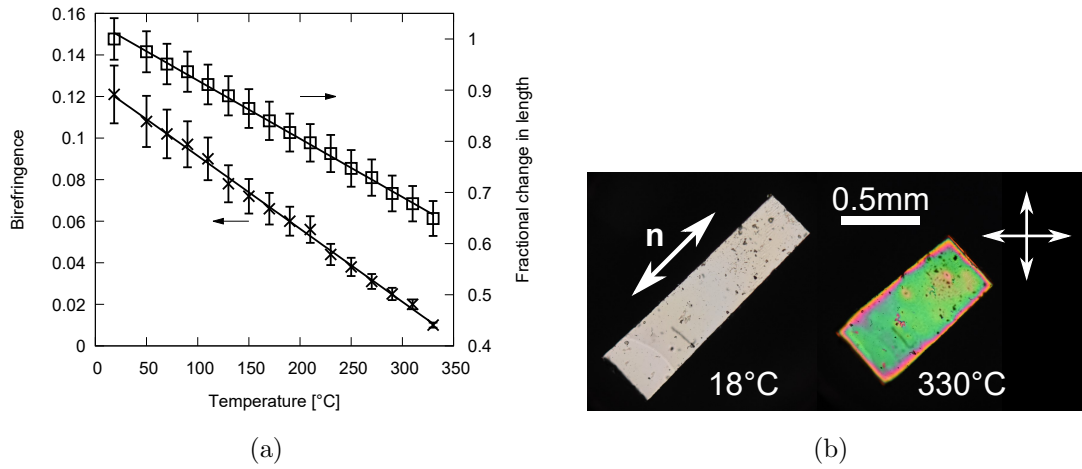 0.16
0.14
0.12
0.1
0.08
0.06
0.04
0.02
0
Birefringence
1
0.9
0.8
0.7
0.6
0.5
0.4
Fractional change in length
0 50 100 150 200 250 300 350
Temperature [°C]
(a)
n
0.5mm
18°C
330°C
(b)